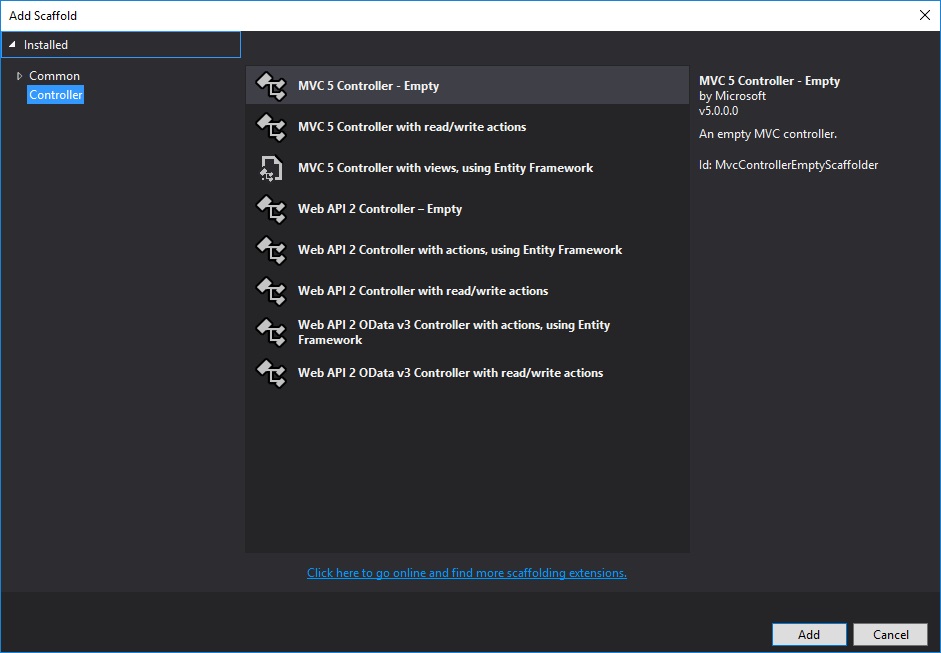 Add Scaffold
Installed
Common
Controller
MVC 5 Controller - Empty
MVC 5 Controller with read/write actions
MVC 5 Controller with views, using Entity Framework
Web API 2 Controller – Empty
Web API 2 Controller with actions, using Entity Framework
Web API 2 Controller with read/write actions
Web API 2 OData v3 Controller with actions, using Entity
Framework
Web API 2 OData v3 Controller with read/write actions
MVC 5 Controller - Empty
by Microsoft
v5.0.0.0
An empty MVC controller.
Id: MvcControllerEmptyScaffolder
Click here to go online and find more scaffolding extensions.
Add
Cancel